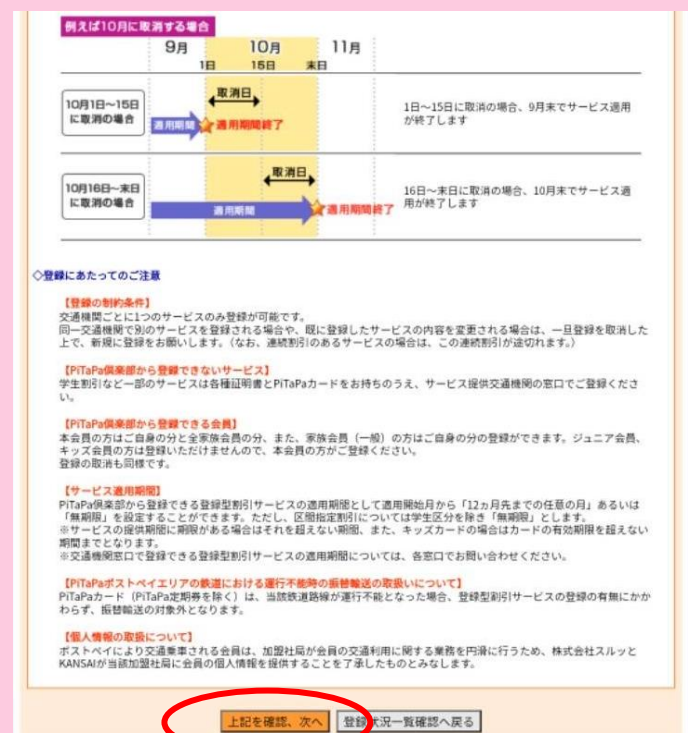 例えば10月に取消する場合
9月 10月 11月
1日 15日 末日
10月1日～15日
に取消の場合
取消日
適用期間
適用期間終了
1日～15日に取消の場合、9月末でサービス適用
が終了します
10月16日～末日
に取消の場合
取消日
適用期間
適用期間終了
16日～末日に取消の場合、10月末でサービス適
用が終了します
◇登録にあたってのご注意
【登録の制約条件】
交通機関ごとに1つのサービスのみ登録が可能です。
同一交通機関で別のサービスを登録される場合や、既に登録したサービスの内容を変更される場合は、一旦登録を取消した
上で、新規に登録をお願いします。（なお、連続割引のあるサービスの場合は、この連続割引が途切れます。）
【PiTaPa倶楽部から登録できないサービス】
学生割引など一部のサービスは各種証明書とPiTaPaカードをお持ちのうえ、サービス提供交通機関の窓口でご登録くださ
い。
【PiTaPa倶楽部から登録できる会員】
本会員の方はご自身の分と全家族会員の分、また、家族会員（一般）の方はご自身の分の登録ができます。ジュニア会員、
キッズ会員の方は登録いただけませんので、本会員の方がご登録ください。
登録の取消も同様です。
【サービス適用期間】
PiTaPa倶楽部から登録できる登録型割引サービスの適用期間として適用開始月から「12ヵ月先までの任意の月」あるいは
「無期限」を設定することができます。ただし、区間指定割引については学生区分を除き「無期限」とします。
※サービスの提供期間に期限がある場合はそれを超えない期間、また、キッズカードの場合はカードの有効期限を超えない
期間までとなります。
※交通機関窓口で登録できる登録型割引サービスの適用期間については、各窓口でお問い合わせください。
【PiTaPaポストペイエリアの鉄道における運行不能時の振替輸送の取扱いについて】
PiTaPaカード（PiTaPa定期券を除く）は、当該鉄道路線が運行不能となった場合、登録型割引サービスの登録の有無にかか
わらず、振替輸送の対象外となります。
【個人情報の取扱について】
ポストペイにより交通乗車される会員は、加盟社局が会員の交通利用に関する業務を円滑に行うため、株式会社スルッと
KANSAIが当該加盟社局に会員の個人情報を提供することを了承したものとみなします。
上記を確認、次へ 登録状況一覧確認へ戻る